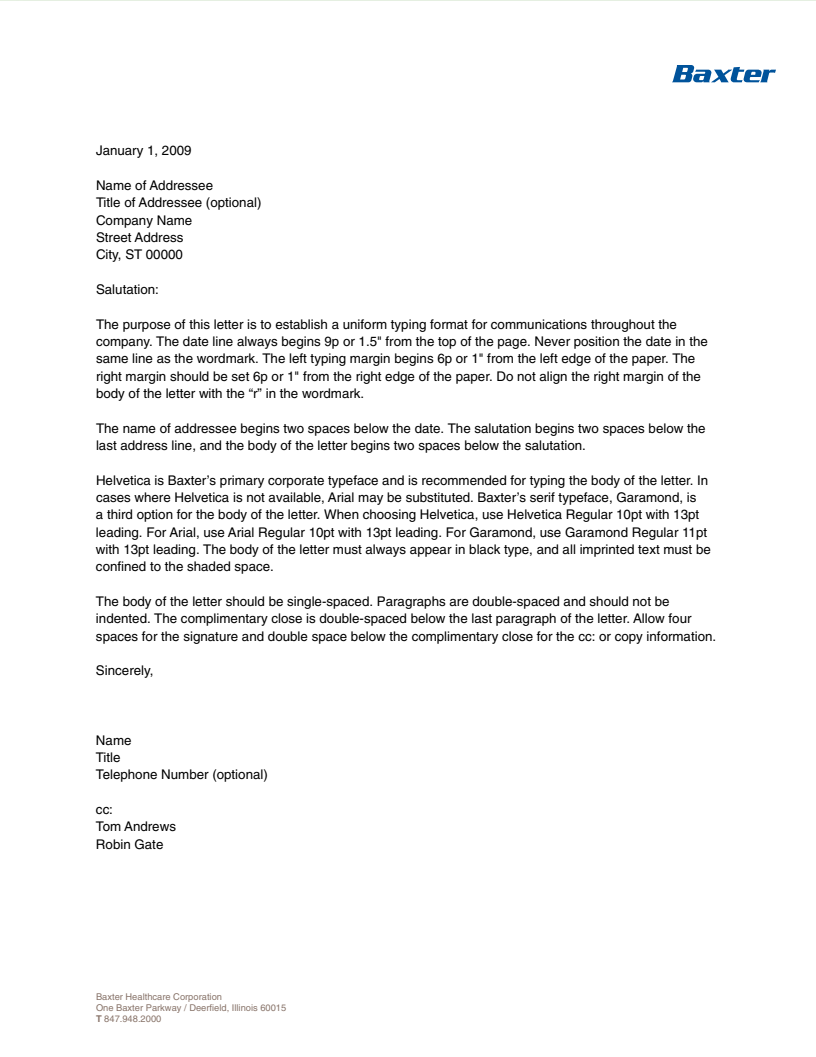 Baxter
January 1, 2009
Name of Addressee
Title of Addressee (optional)
Company Name
Street Address
City, ST 00000
Salutation:
The purpose of this letter is to establish a uniform typing format for communications throughout the
company. The date line always begins 9p or 1.5" from the top of the page. Never position the date in the
same line as the wordmark. The left typing margin begins 6p or 1" from the left edge of the paper. The
right margin should be set 6p or 1" from the right edge of the paper. Do not align the right margin of the
body of the letter with the “r” in the wordmark.
The name of addressee begins two spaces below the date. The salutation begins two spaces below the
last address line, and the body of the letter begins two spaces below the salutation.
Helvetica is Baxter’s primary corporate typeface and is recommended for typing the body of the letter. In
cases where Helvetica is not available, Arial may be substituted. Baxter’s serif typeface, Garamond, is
a third option for the body of the letter. When choosing Helvetica, use Helvetica Regular 10pt with 13pt
leading. For Arial, use Arial Regular 10pt with 13pt leading. For Garamond, use Garamond Regular 11pt
with 13pt leading. The body of the letter must always appear in black type, and all imprinted text must be
confined to the shaded space.
The body of the letter should be single-spaced. Paragraphs are double-spaced and should not be
indented. The complimentary close is double-spaced below the last paragraph of the letter. Allow four
spaces for the signature and double space below the complimentary close for the cc: or copy information.
Sincerely,
Name
Title
Telephone Number (optional)
cc:
Tom Andrews
Robin Gate
Baxter Healthcare Corporation
One Baxter Parkway / Deerfield, Illinois 60015
T 847.948.2000